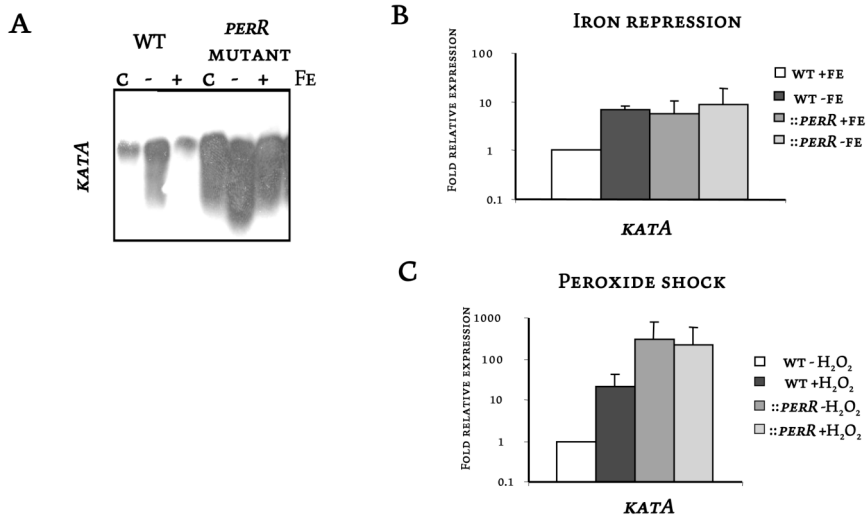 A
WT
perR
MUTANT
C - + C - + FE
KATA
B
IRON REPRESSION
FOLD RELATIVE EXPRESSION
100
10
1
0.1
WT +FE
WT -FE
::perR +FE
::perR -FE
KATA
C
PEROXIDE SHOCK
FOLD RELATIVE EXPRESSION
1000
100
10
1
0.1
WT - H₂O₂
WT +H₂O₂
::perR -H₂O₂
::perR +H₂O₂
KATA